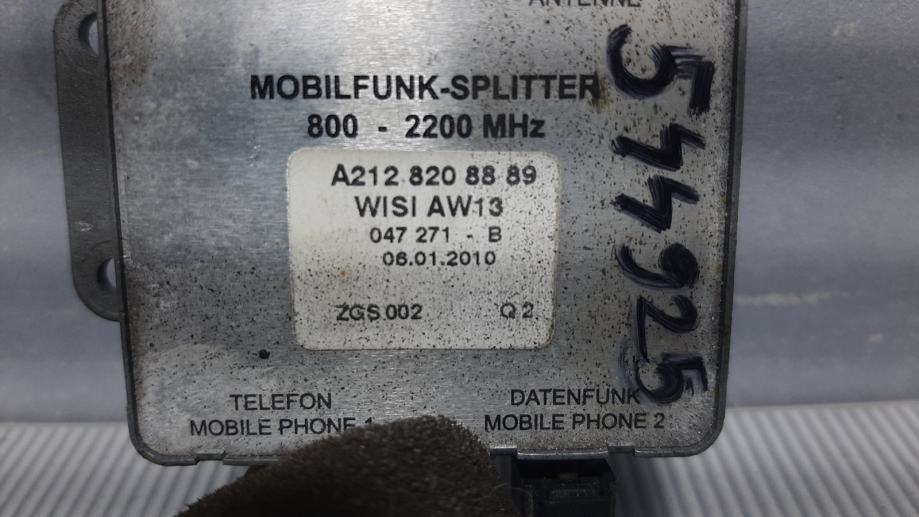 ANTENNE
MOBILFUNK-SPLITTER
800 - 2200 MHz
A212 820 88 89
WISI AW13
047 271 - B
06.01.2010
ZGS 002 Q2
TELEFON
MOBILE PHONE 1
DATENFUNK
MOBILE PHONE 2
544925